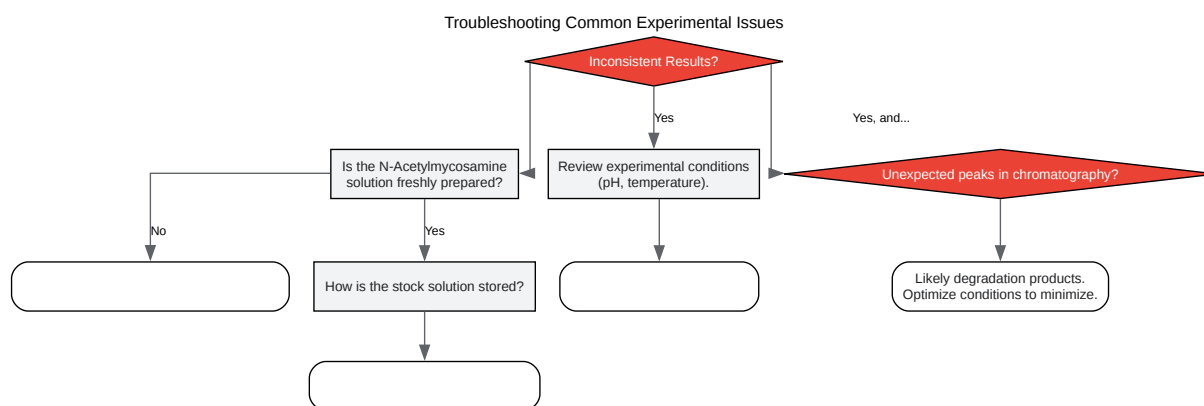 Troubleshooting Common Experimental Issues
Inconsistent Results?
Yes
Yes, and...
Is the N-Acetylmycosamine
solution freshly prepared?
Review experimental conditions
(pH, temperature).
Unexpected peaks in chromatography?
No
Yes
How is the stock solution stored?
Likely degradation products.
Optimize conditions to minimize.